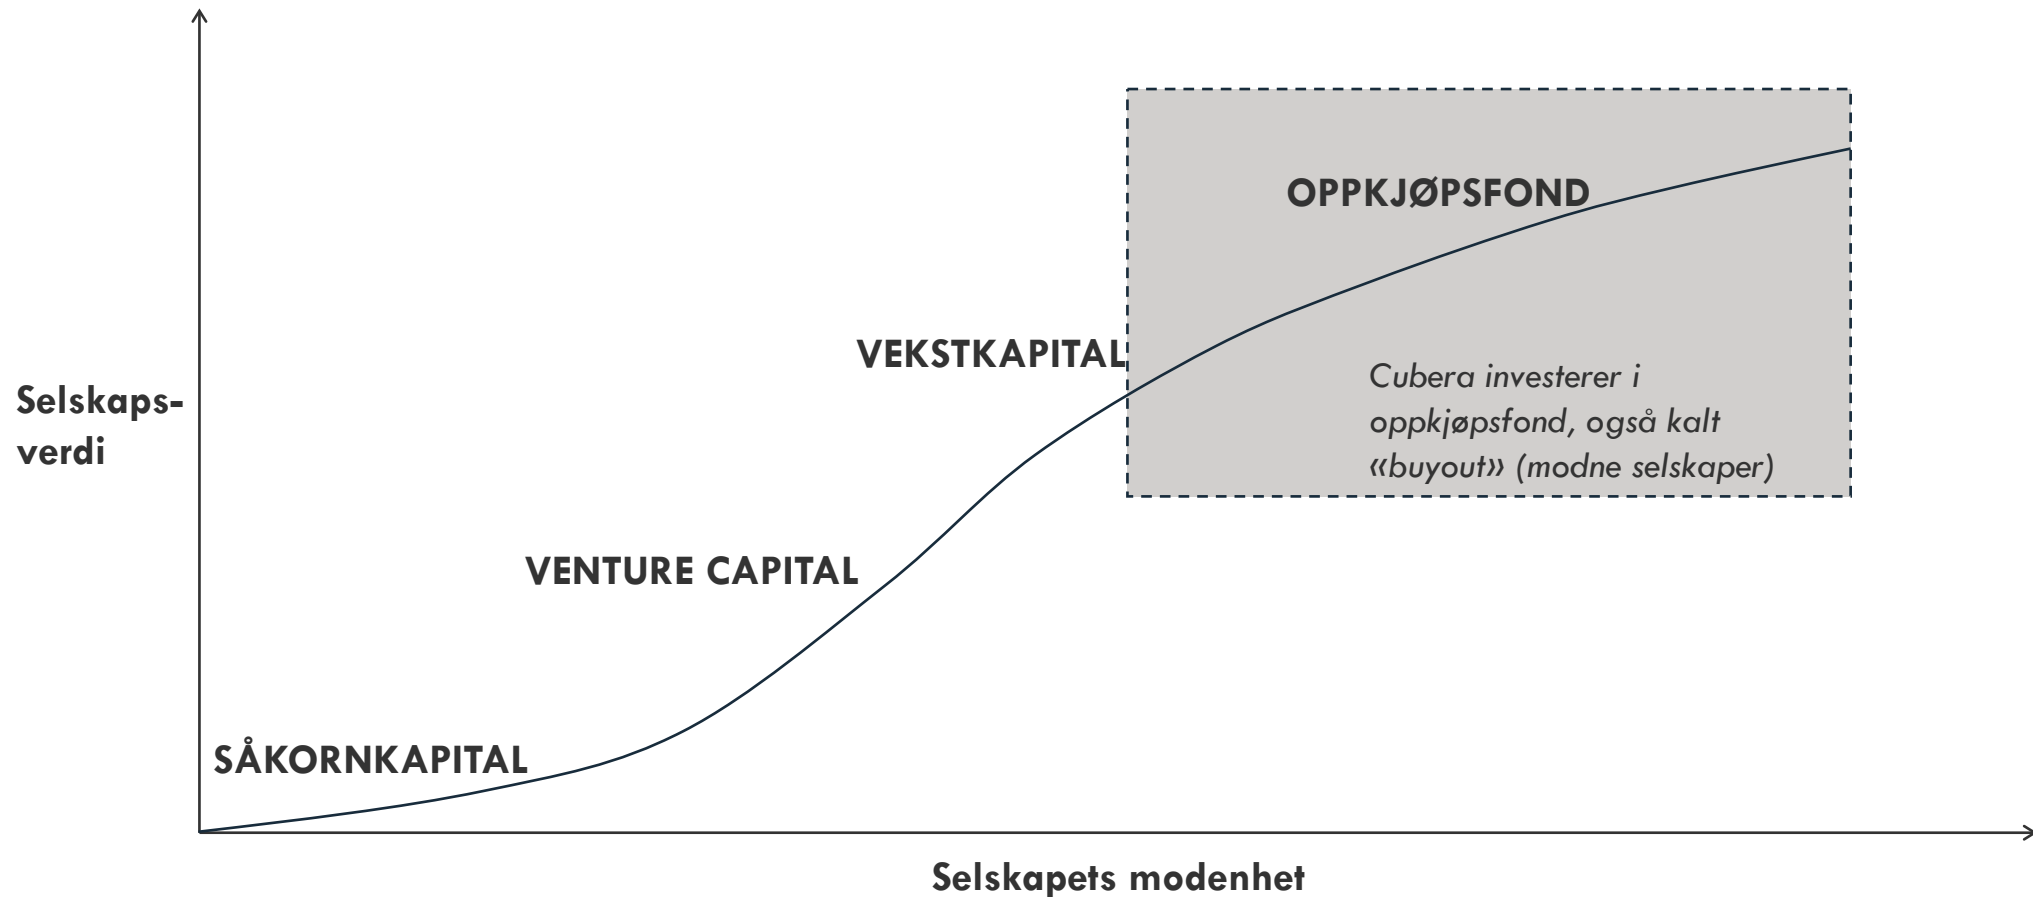 OPPKJØPSFOND
VEKSTKAPITAL
Cubera investerer i
oppkjøpsfond, også kalt
«buyout» (modne selskaper)
Selskaps-
verdi
VENTURE CAPITAL
SÅKORNKAPITAL
Selskapets modenhet